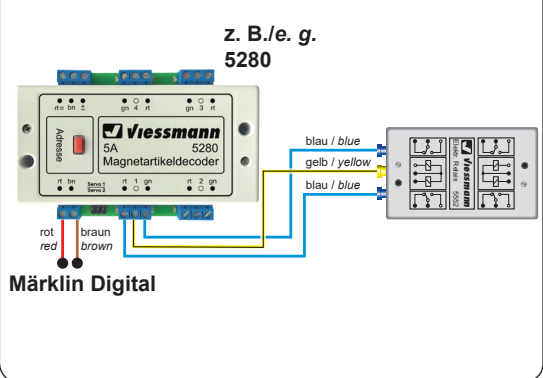 z. B./e. g.
5280
rt≈ bn ±
gn 4 rt
gn 3 rt
Adresse
Viessmann
5A 5280
Magnetartikeldecoder
rt bn
Servo 1
Servo 2
rt 1 gn
rt 2 gn
blau / blue
gelb / yellow
blau / blue
Viessmann
Elektr. Relais 5552
rot
red
braun
brown
Märklin Digital